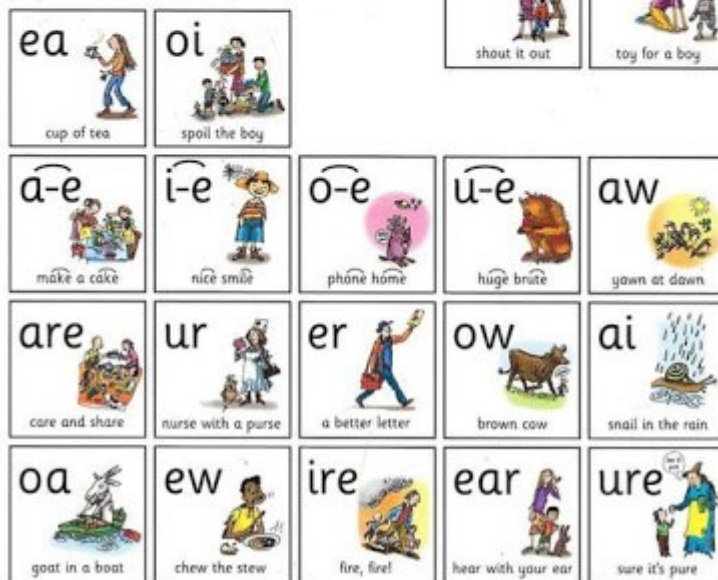 shout it out
toy for a boy
ea
cup of tea
oi
spoil the boy
a-e
make a cake
i-e
nice smile
o-e
phone home
u-e
huge brute
aw
yawn at dawn
are
care and share
ur
nurse with a purse
er
a better letter
ow
brown cow
ai
snail in the rain
oa
goat in a boat
ew
chew the stew
ire
fire, fire!
ear
hear with your ear
ure
sure it's pure